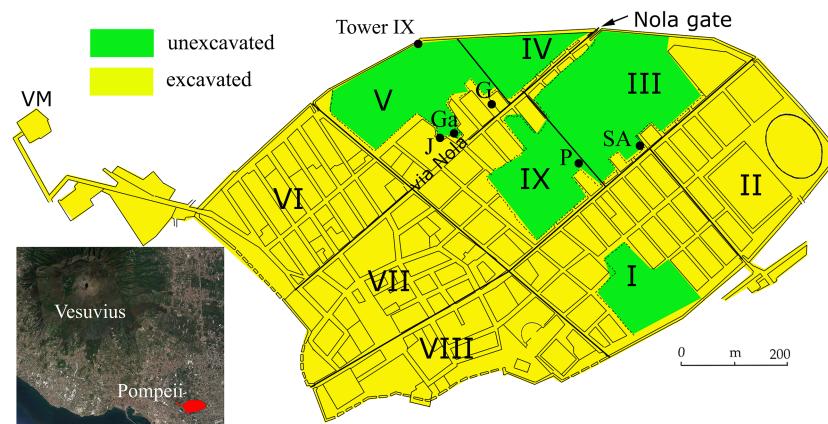 Tower IX
Nola gate
unexcavated
excavated
IV
III
V
G
VM
Ga
J
via Nola
SA
P
IX
II
VI
I
VII
Vesuvius
VIII
Pompeii
0 m 200